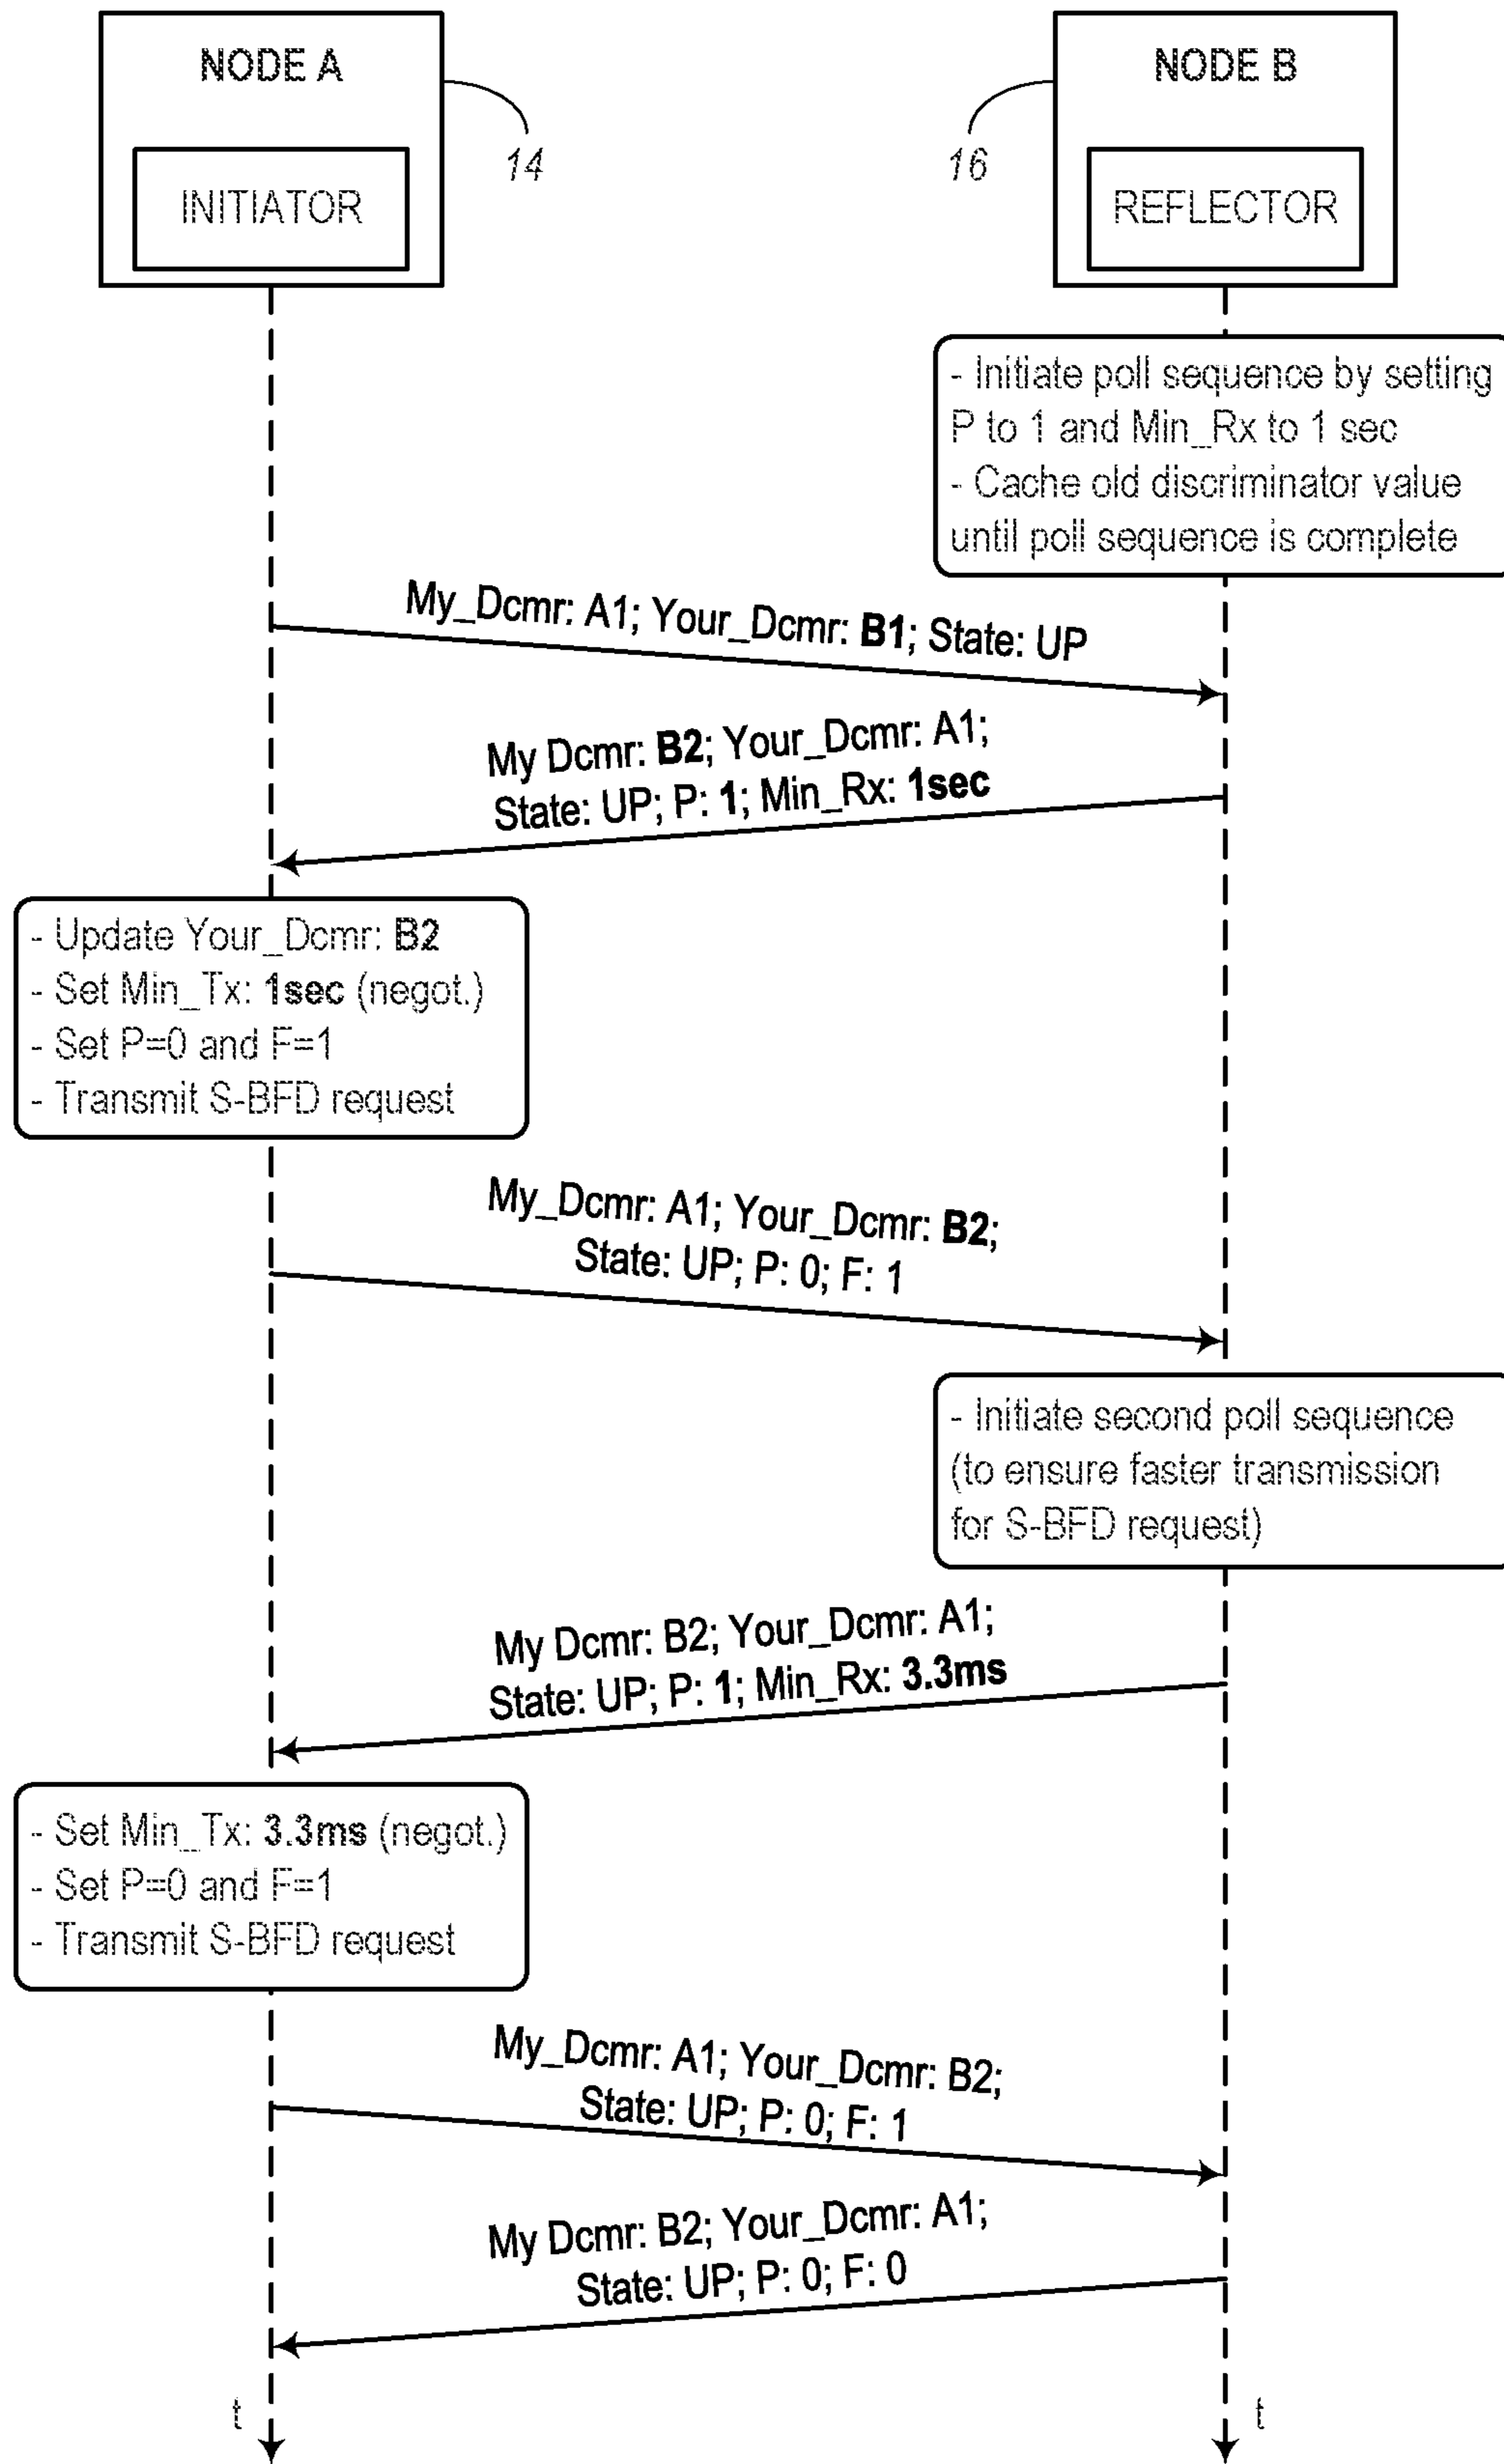 NODE A
INITIATOR
14
NODE B
REFLECTOR
16
- Initiate poll sequence by setting
P to 1 and Min_Rx to 1 sec
- Cache old discriminator value
until poll sequence is complete
My_Dcmr: A1; Your_Dcmr: B1; State: UP
My Dcmr: B2; Your_Dcmr: A1;
State: UP; P: 1; Min_Rx: 1sec
- Update Your_Dcmr: B2
- Set Min_Tx: 1sec (negot.)
- Set P=0 and F=1
- Transmit S-BFD request
My_Dcmr: A1; Your_Dcmr: B2;
State: UP; P: 0; F: 1
- Initiate second poll sequence
(to ensure faster transmission
for S-BFD request)
My Dcmr: B2; Your_Dcmr: A1;
State: UP; P: 1; Min_Rx: 3.3ms
- Set Min_Tx: 3.3ms (negot.)
- Set P=0 and F=1
- Transmit S-BFD request
My_Dcmr: A1; Your_Dcmr: B2;
State: UP; P: 0; F: 1
My Dcmr: B2; Your_Dcmr: A1;
State: UP; P: 0; F: 0
t
t